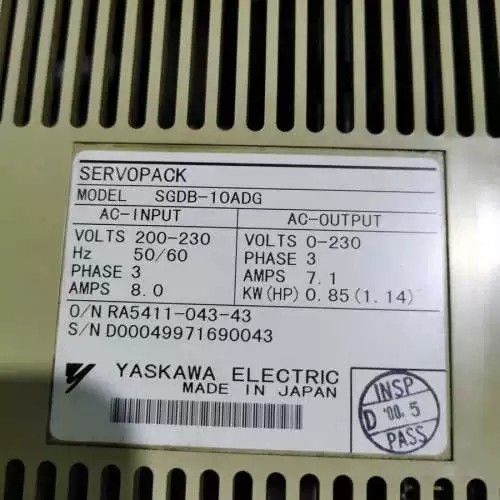 SERVOPACK
MODEL SGDB-10ADG
AC-INPUT
VOLTS 200-230
Hz 50/60
PHASE 3
AMPS 8.0
AC-OUTPUT
VOLTS 0-230
PHASE 3
AMPS 7.1
KW(HP) 0.85(1.14)
O/N RA5411-043-43
S/N D00049971690043
YASKAWA ELECTRIC
MADE IN JAPAN
INSP
D '00.5
PASS